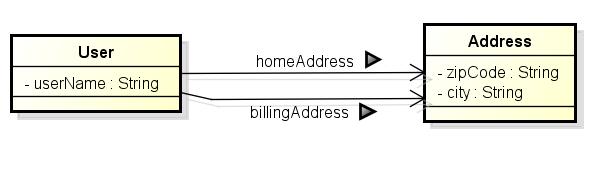 User
- userName : String
homeAddress
billingAddress
Address
- zipCode : String
- city : String